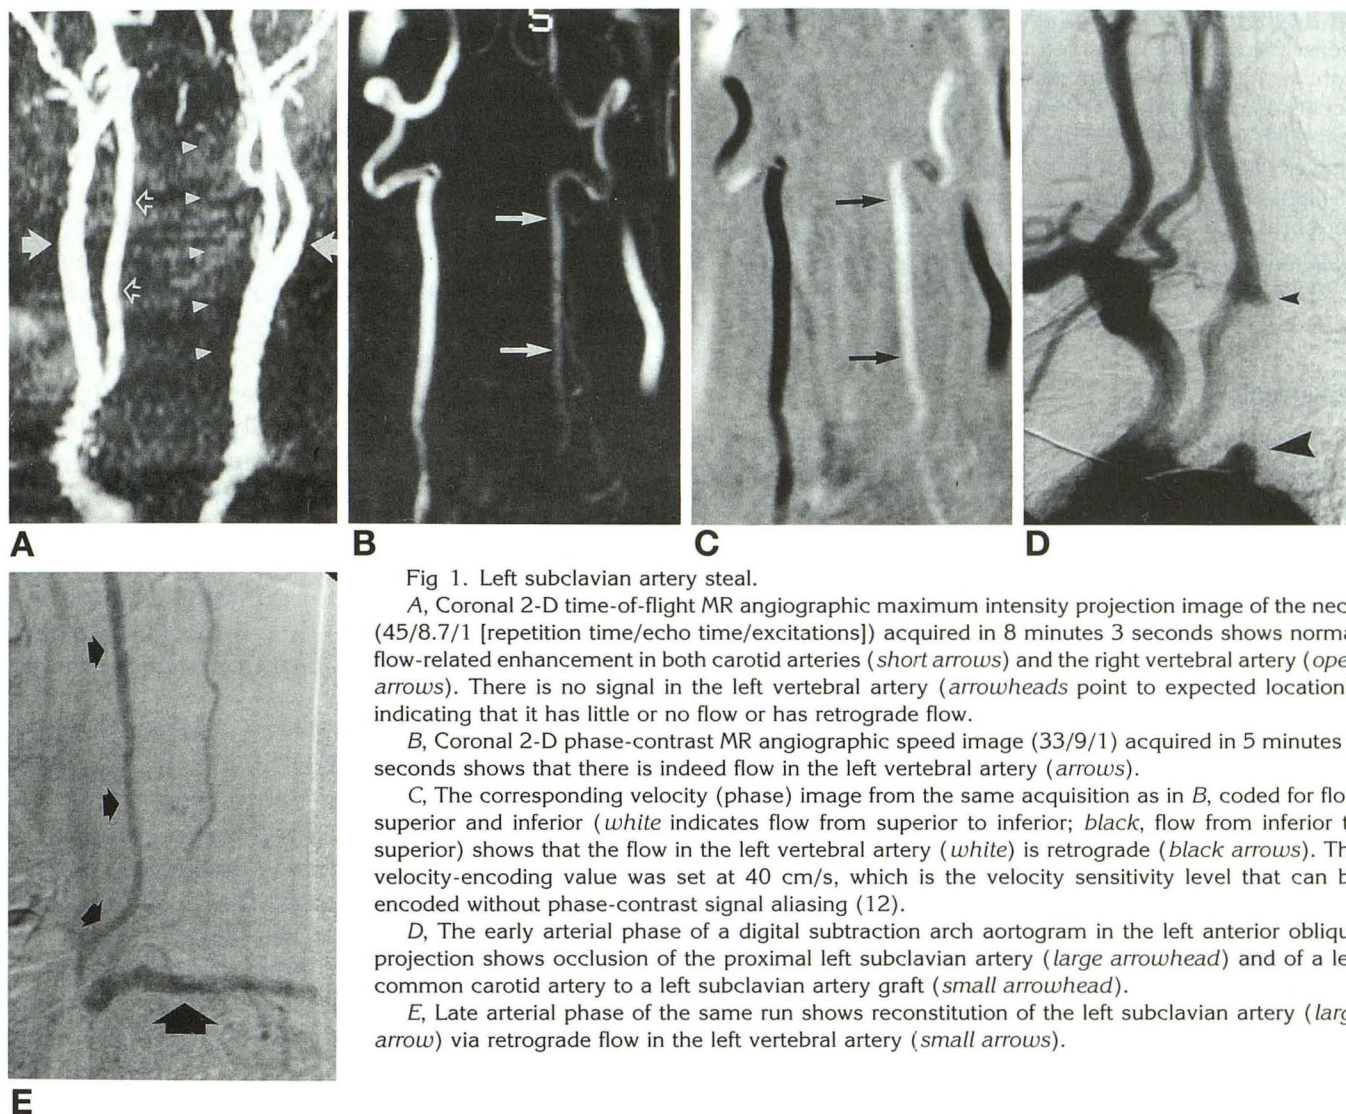 S
A
B
C
D
E
Fig 1. Left subclavian artery steal.
A, Coronal 2-D time-of-flight MR angiographic maximum intensity projection image of the nec
(45/8.7/1 [repetition time/echo time/excitations]) acquired in 8 minutes 3 seconds shows norma
flow-related enhancement in both carotid arteries (short arrows) and the right vertebral artery (ope
arrows). There is no signal in the left vertebral artery (arrowheads point to expected location
indicating that it has little or no flow or has retrograde flow.
B, Coronal 2-D phase-contrast MR angiographic speed image (33/9/1) acquired in 5 minutes
seconds shows that there is indeed flow in the left vertebral artery (arrows).
C, The corresponding velocity (phase) image from the same acquisition as in B, coded for flo
superior and inferior (white indicates flow from superior to inferior; black, flow from inferior t
superior) shows that the flow in the left vertebral artery (white) is retrograde (black arrows). Th
velocity-encoding value was set at 40 cm/s, which is the velocity sensitivity level that can b
encoded without phase-contrast signal aliasing (12).
D, The early arterial phase of a digital subtraction arch aortogram in the left anterior obliqu
projection shows occlusion of the proximal left subclavian artery (large arrowhead) and of a le
common carotid artery to a left subclavian artery graft (small arrowhead).
E, Late arterial phase of the same run shows reconstitution of the left subclavian artery (larg
arrow) via retrograde flow in the left vertebral artery (small arrows).